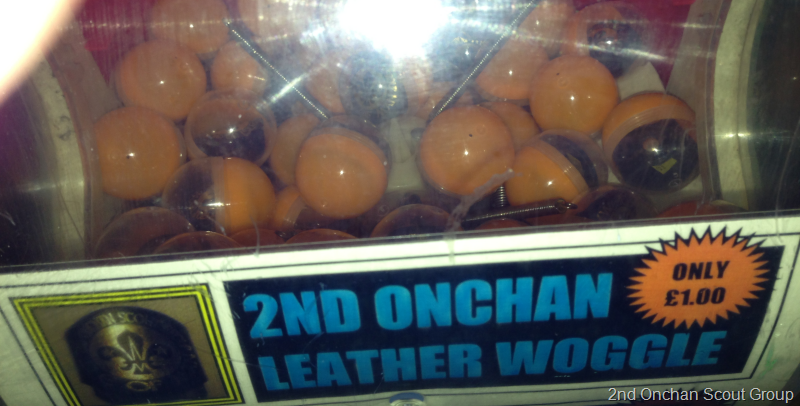 ONLY
£1.00
2ND ONCHAN
LEATHER WOGGLE
2nd Onchan Scout Group